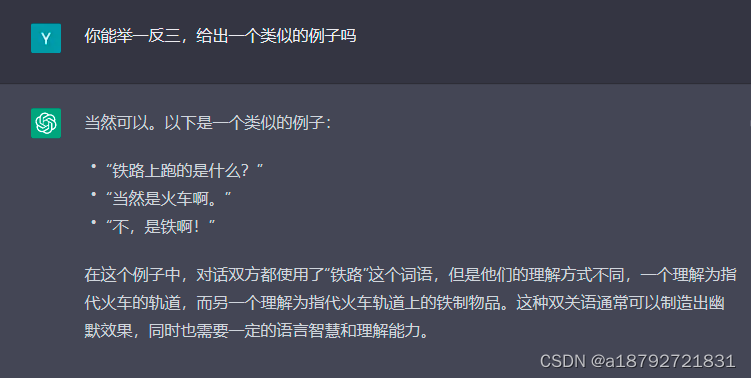 Y
你能举一反三，给出一个类似的例子吗
当然可以。以下是一个类似的例子：
• “铁路上跑的是什么？”
• “当然是火车啊。”
• “不，是铁啊！”
在这个例子中，对话双方都使用了“铁路”这个词语，但是他们的理解方式不同，一个理解为指
代火车的轨道，而另一个理解为指代火车轨道上的铁制物品。这种双关语通常可以制造出幽
默效果，同时也需要一定的语言智慧和理解能力。
CSDN @a18792721831